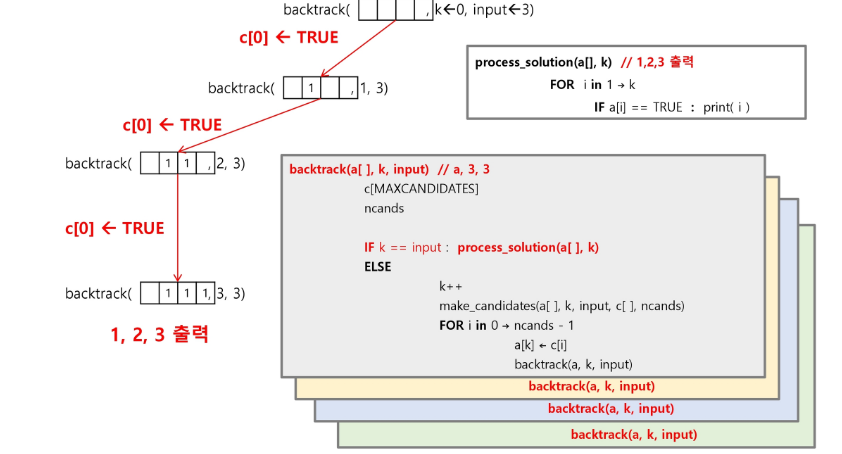 backtrack( , k←0, input←3)
c[0] ← TRUE
process_solution(a[], k) // 1,2,3 출력
FOR i in 1 → k
IF a[i] == TRUE : print( i )
backtrack( 1 , 1, 3)
c[0] ← TRUE
backtrack( 1 1 , 2, 3)
c[0] ← TRUE
backtrack( 1 1 1, 3, 3)
1, 2, 3 출력
backtrack(a[ ], k, input) // a, 3, 3
c[MAXCANDIDATES]
ncands
IF k == input : process_solution(a[ ], k)
ELSE
k++
make_candidates(a[ ], k, input, c[ ], ncands)
FOR i in 0 → ncands - 1
a[k] ← c[i]
backtrack(a, k, input)
backtrack(a, k, input)
backtrack(a, k, input)
backtrack(a, k, input)